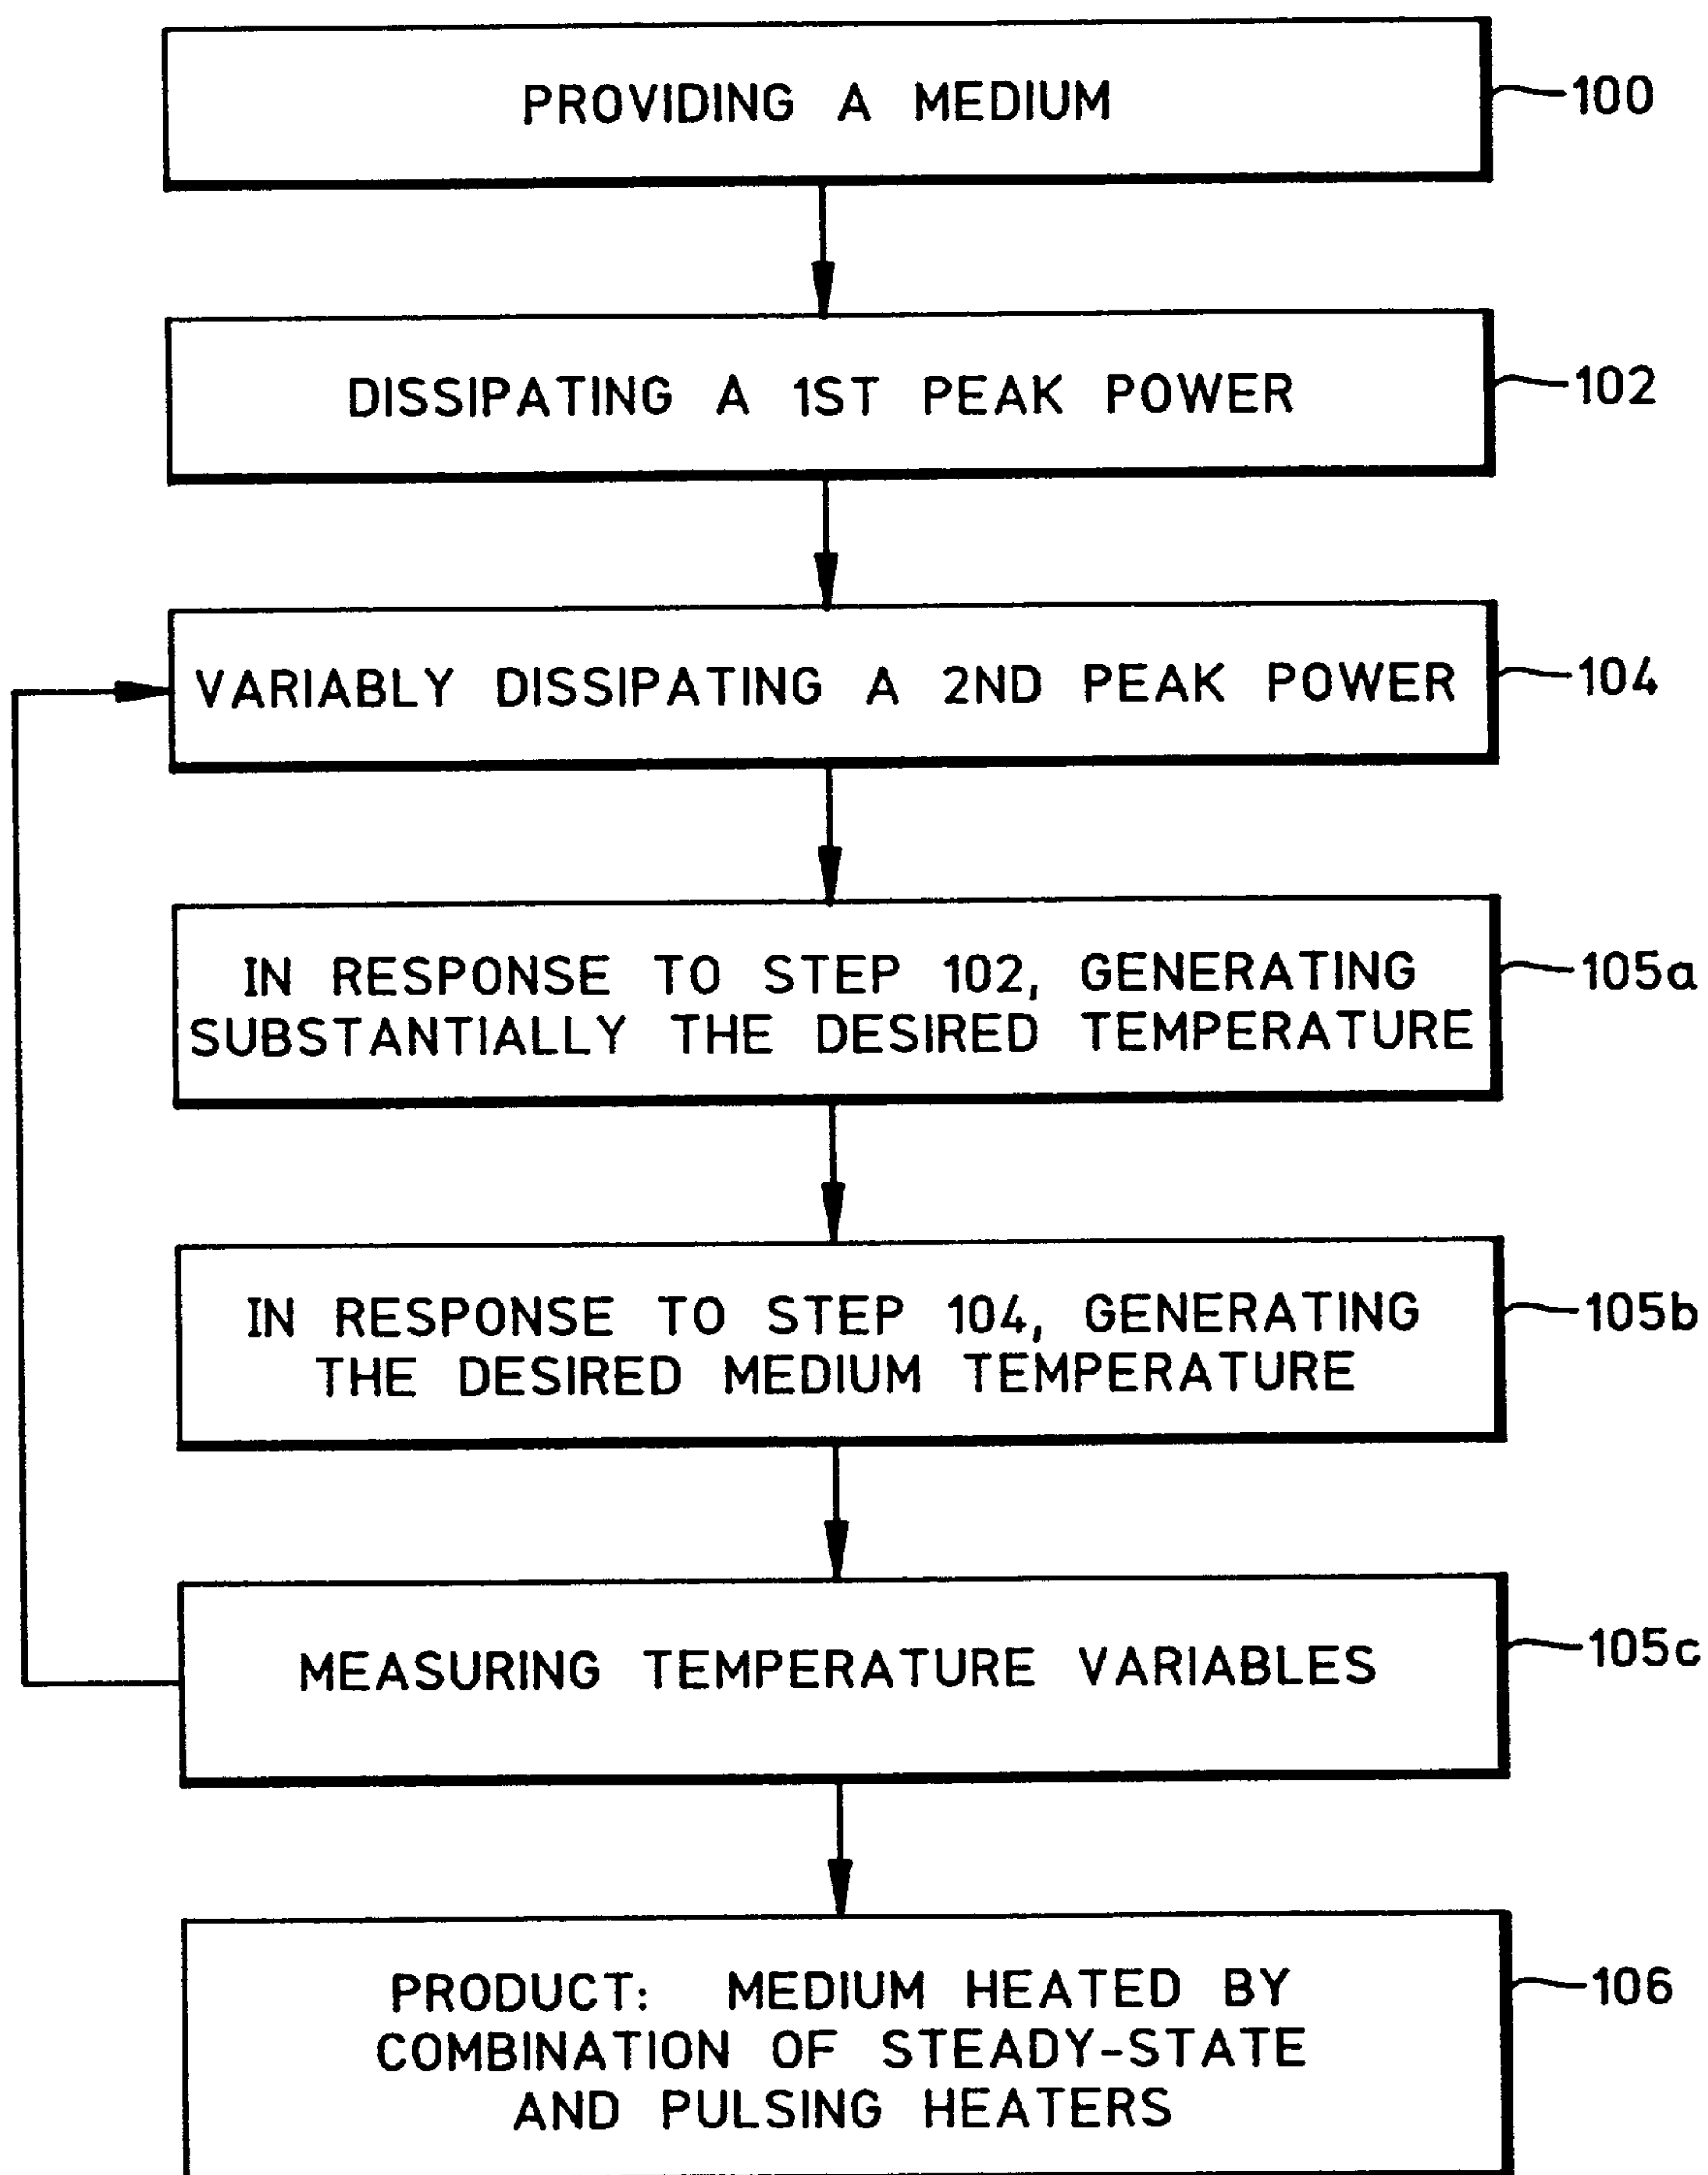 PROVIDING A MEDIUM
100
DISSIPATING A 1ST PEAK POWER
102
VARIABLY DISSIPATING A 2ND PEAK POWER
104
IN RESPONSE TO STEP 102, GENERATING
SUBSTANTIALLY THE DESIRED TEMPERATURE
105a
IN RESPONSE TO STEP 104, GENERATING
THE DESIRED MEDIUM TEMPERATURE
105b
MEASURING TEMPERATURE VARIABLES
105c
PRODUCT: MEDIUM HEATED BY
COMBINATION OF STEADY-STATE
AND PULSING HEATERS
106